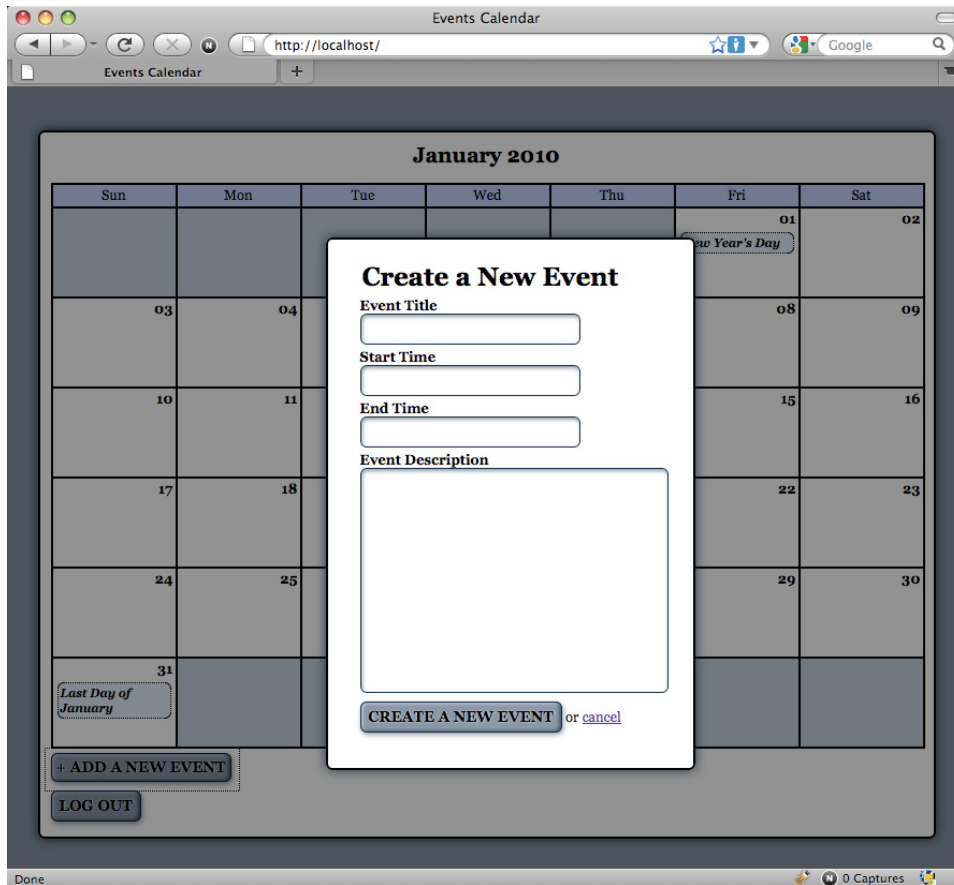 Events Calendar
http://localhost/
Google
Events Calendar
+
January 2010
Sun Mon Tue Wed Thu Fri Sat
01 02
ew Year's Day
03 04 08 09
10 11 15 16
17 18 22 23
24 25 29 30
31
Last Day of
January
Create a New Event
Event Title
Start Time
End Time
Event Description
CREATE A NEW EVENT or cancel
+ ADD A NEW EVENT
LOG OUT
Done
N 0 Captures